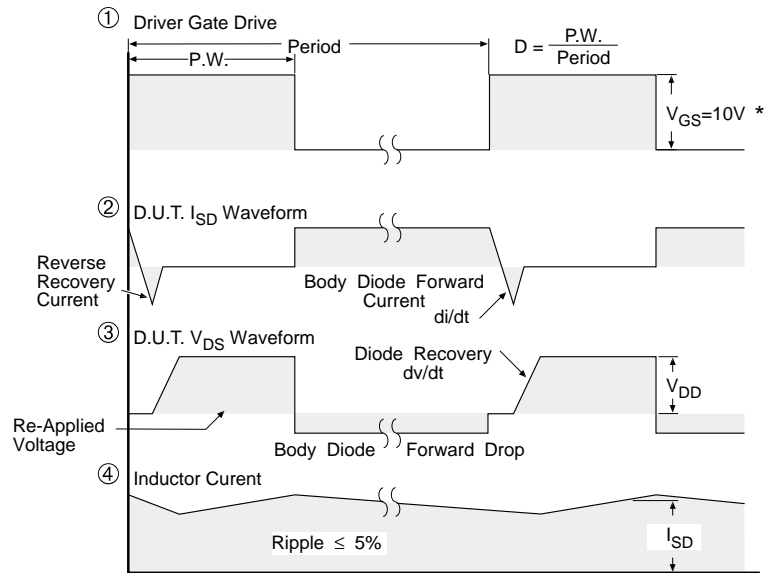 ① Driver Gate Drive
P.W.
Period
D = P.W.
Period
V_GS=10V *
② D.U.T. I_SD Waveform
Reverse
Recovery
Current
Body Diode Forward
Current
di/dt
③ D.U.T. V_DS Waveform
Diode Recovery
dv/dt
V_DD
Re-Applied
Voltage
Body Diode Forward Drop
④ Inductor Curent
Ripple ≤ 5%
I_SD